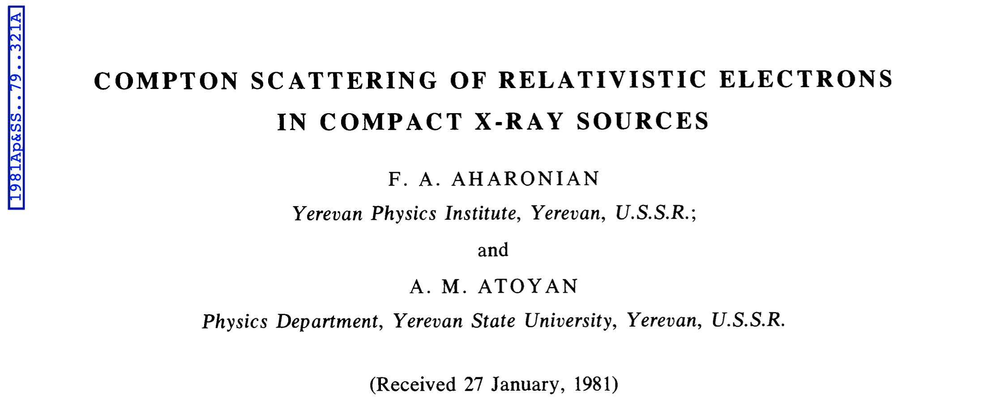 1981Ap&SS..79..321A
COMPTON SCATTERING OF RELATIVISTIC ELECTRONS
IN COMPACT X-RAY SOURCES
F. A. AHARONIAN
Yerevan Physics Institute, Yerevan, U.S.S.R.;
and
A. M. ATOYAN
Physics Department, Yerevan State University, Yerevan, U.S.S.R.
(Received 27 January, 1981)